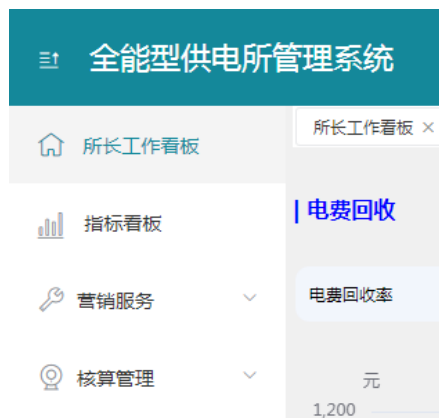 全能型供电所管理系统
所长工作看板
所长工作看板 ×
指标看板
电费回收
营销服务
电费回收率
核算管理
元
1,200